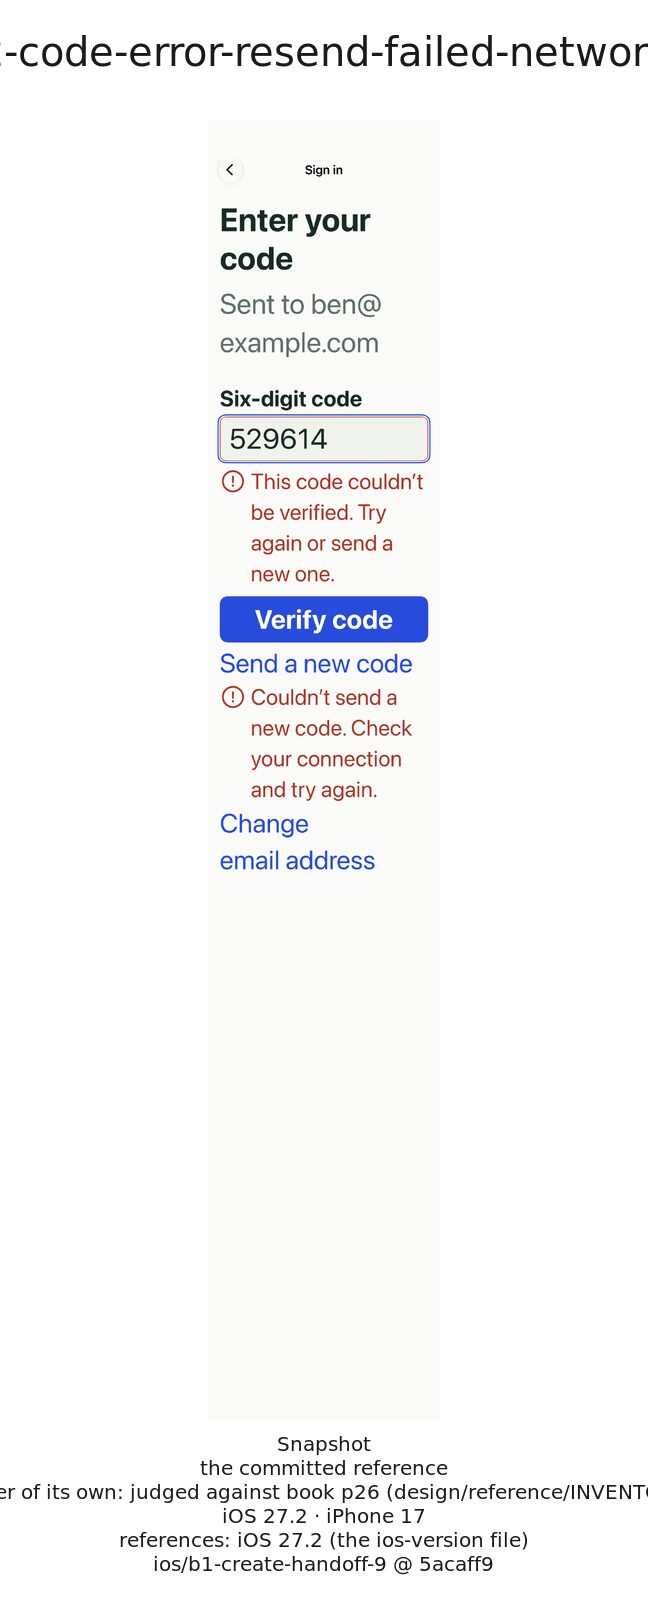 -code-error-resend-failed-networ
Sign in
Enter your
code
Sent to ben@
example.com
Six-digit code
529614
This code couldn’t
be verified. Try
again or send a
new one.
Verify code
Send a new code
Couldn’t send a
new code. Check
your connection
and try again.
Change
email address
Snapshot
the committed reference
er of its own: judged against book p26 (design/reference/INVENTO
iOS 27.2 · iPhone 17
references: iOS 27.2 (the ios-version file)
ios/b1-create-handoff-9 @ 5acaff9